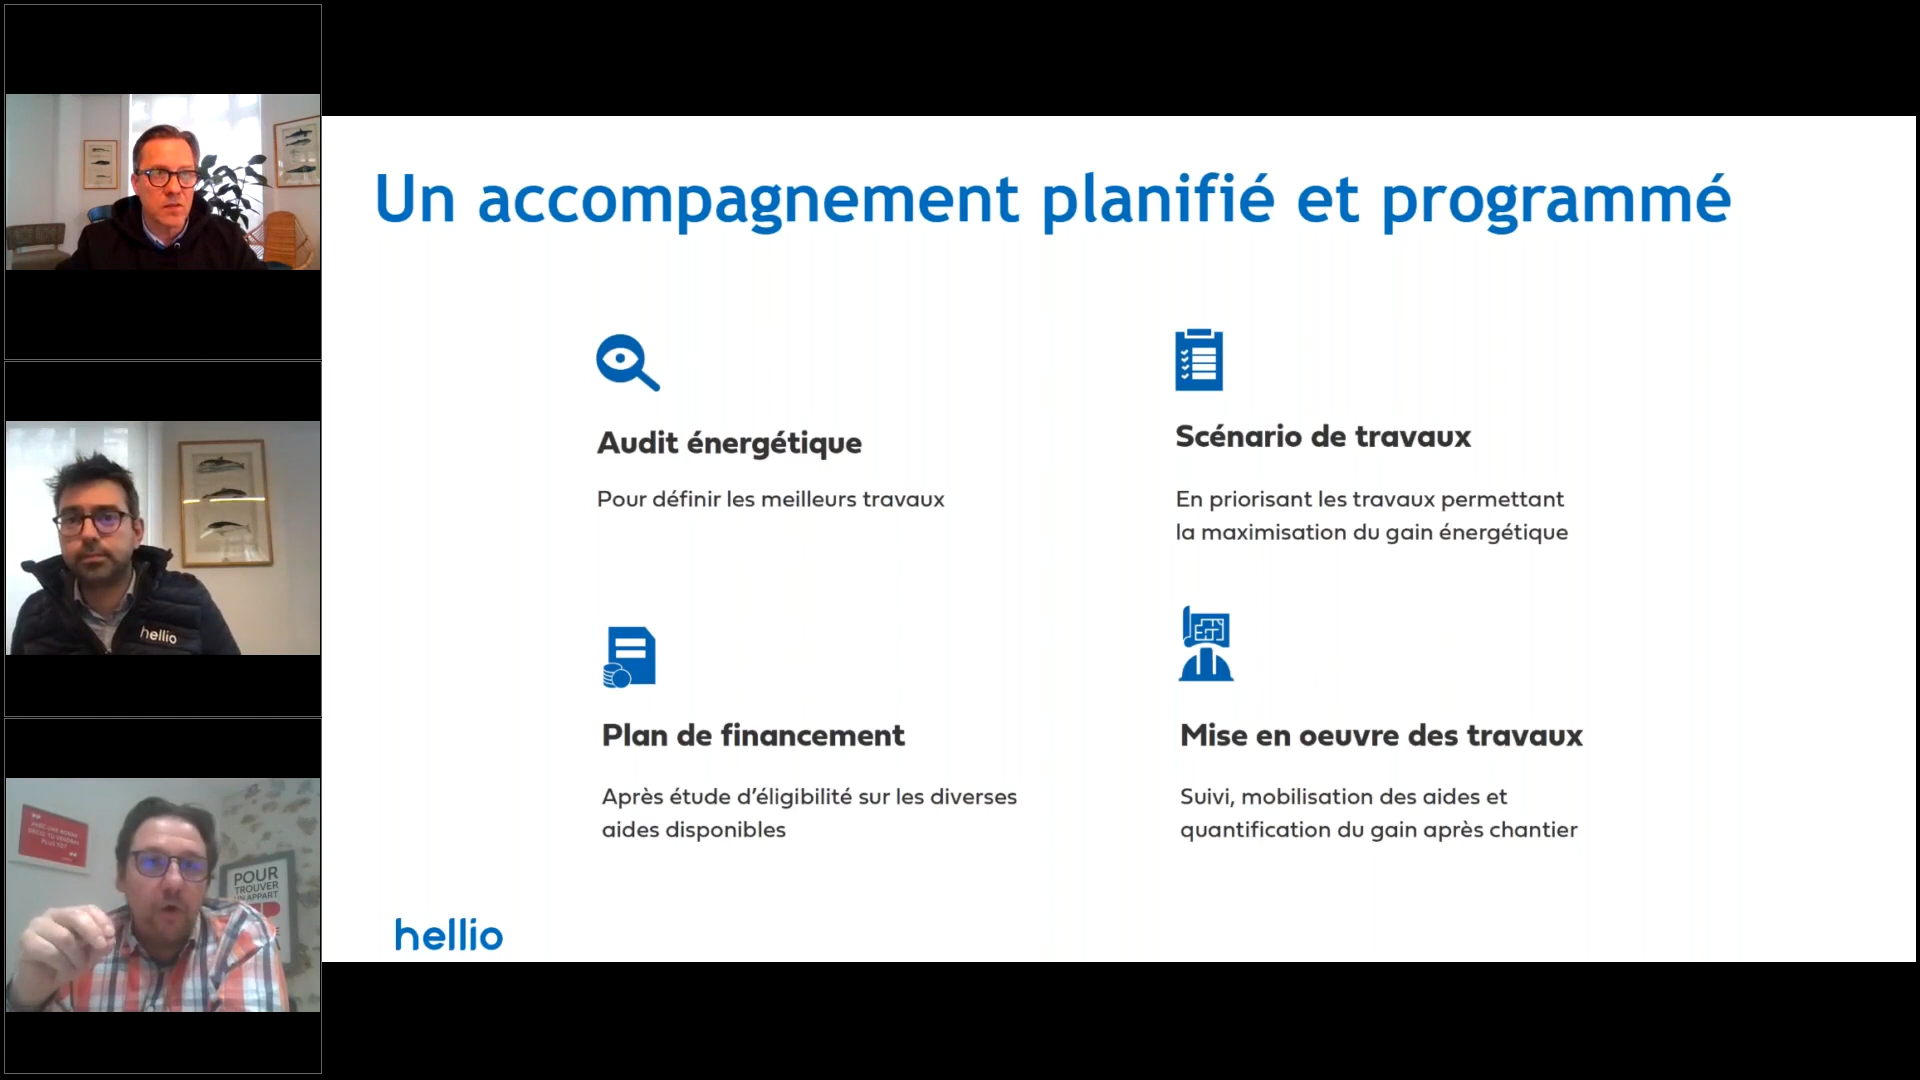 Un accompagnement planifié et programmé
Audit énergétique
Pour définir les meilleurs travaux
Scénario de travaux
En priorisant les travaux permettant
la maximisation du gain énergétique
Plan de financement
Après étude d’éligibilité sur les diverses
aides disponibles
Mise en oeuvre des travaux
Suivi, mobilisation des aides et
quantification du gain après chantier
hellio
hellio
POUR
TROUVER
UN APPART